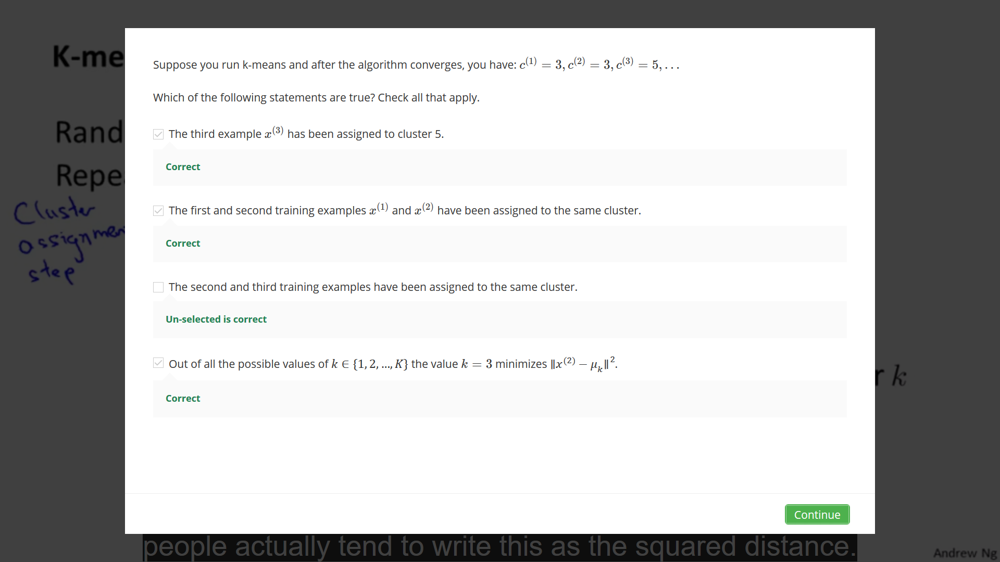 K-me
Suppose you run k-means and after the algorithm converges, you have: c^(1) = 3, c^(2) = 3, c^(3) = 5, . . .
Which of the following statements are true? Check all that apply.
Rand
The third example x^(3) has been assigned to cluster 5.
Correct
Repea
Cluster
assignmen
step
The first and second training examples x^(1) and x^(2) have been assigned to the same cluster.
Correct
The second and third training examples have been assigned to the same cluster.
Un-selected is correct
Out of all the possible values of k ∈ {1, 2, ..., K} the value k = 3 minimizes ‖x^(2) − μ_k‖^2.
r k
Correct
Continue
people actually tend to write this as the squared distance.
Andrew Ng